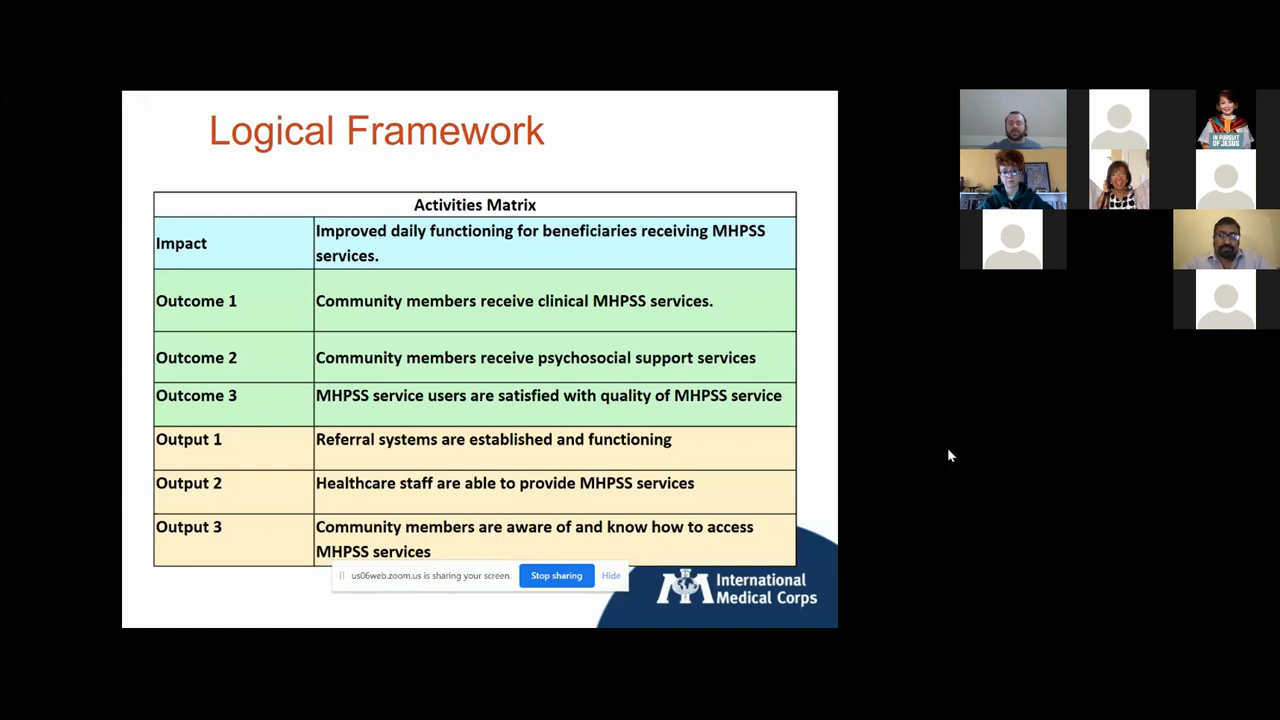 Logical Framework
Activities Matrix
Impact
Improved daily functioning for beneficiaries receiving MHPSS
services.
Outcome 1
Community members receive clinical MHPSS services.
Outcome 2
Community members receive psychosocial support services
Outcome 3
MHPSS service users are satisfied with quality of MHPSS service
Output 1
Referral systems are established and functioning
Output 2
Healthcare staff are able to provide MHPSS services
Output 3
Community members are aware of and know how to access
MHPSS services
us06web.zoom.us is sharing your screen.
Stop sharing
Hide
International
Medical Corps
IN PURSUIT
OF JESUS